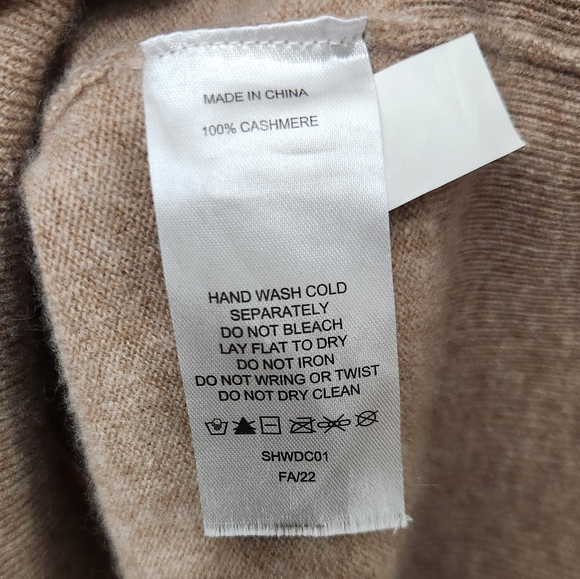 MADE IN CHINA
100% CASHMERE
HAND WASH COLD
SEPARATELY
DO NOT BLEACH
LAY FLAT TO DRY
DO NOT IRON
DO NOT WRING OR TWIST
DO NOT DRY CLEAN
SHWDC01
FA/22